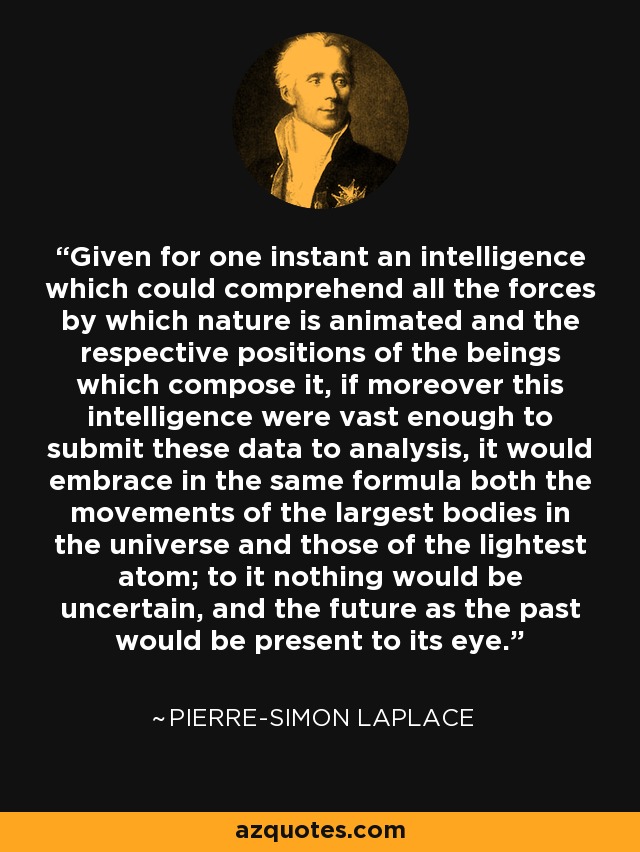 “Given for one instant an intelligence
which could comprehend all the forces
by which nature is animated and the
respective positions of the beings
which compose it, if moreover this
intelligence were vast enough to
submit these data to analysis, it would
embrace in the same formula both the
movements of the largest bodies in
the universe and those of the lightest
atom; to it nothing would be
uncertain, and the future as the past
would be present to its eye.”
~ PIERRE-SIMON LAPLACE
azquotes.com